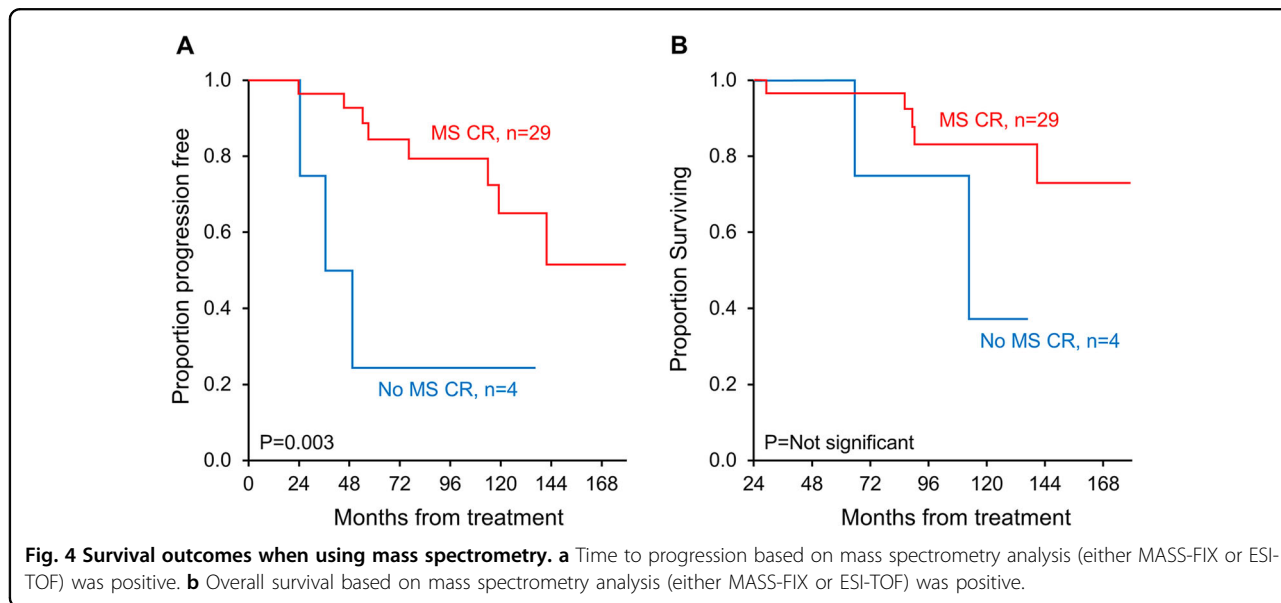 A
Proportion progression free
1.0
0.8
0.6
0.4
0.2
0.0
MS CR, n=29
No MS CR, n=4
P=0.003
0 24 48 72 96 120 144 168
Months from treatment
B
Proportion Surviving
1.0
0.8
0.6
0.4
0.2
0.0
MS CR, n=29
No MS CR, n=4
P=Not significant
24 48 72 96 120 144 168
Months from treatment
Fig. 4 Survival outcomes when using mass spectrometry. a Time to progression based on mass spectrometry analysis (either MASS-FIX or ESI-
TOF) was positive. b Overall survival based on mass spectrometry analysis (either MASS-FIX or ESI-TOF) was positive.